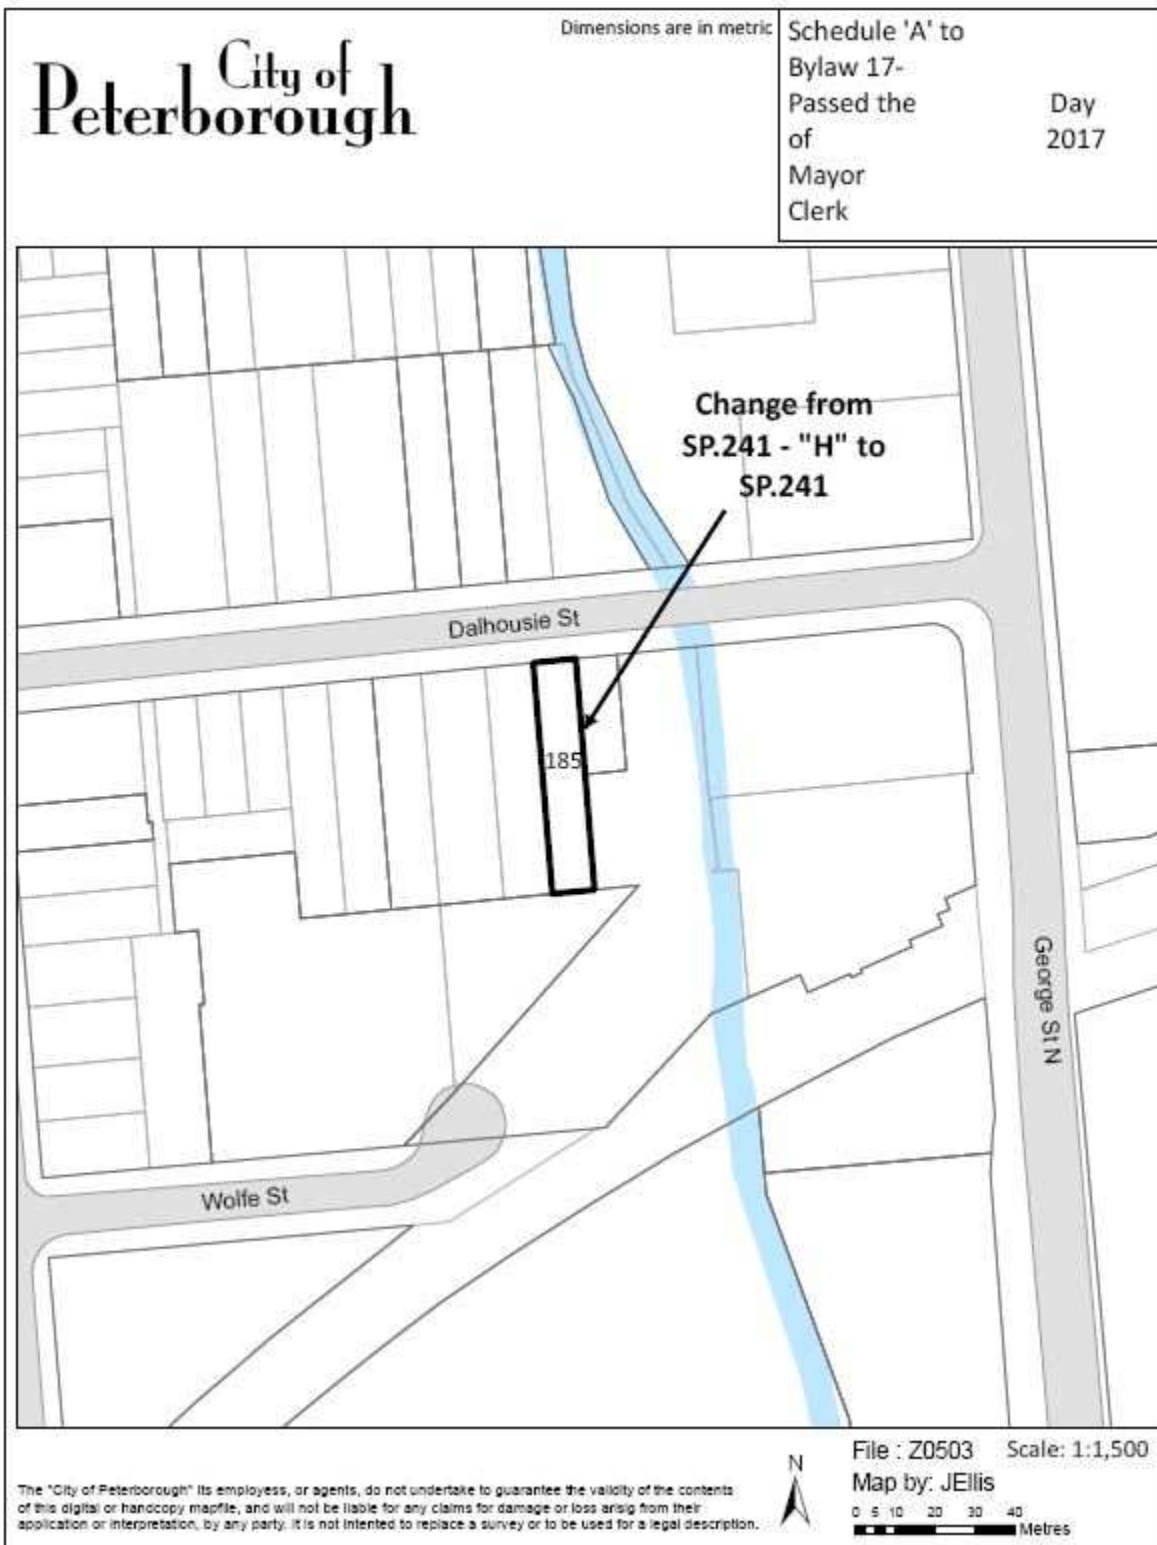 City of
Peterborough
Dimensions are in metric
Schedule 'A' to
Bylaw 17-
Passed the Day
of 2017
Mayor
Clerk
Change from
SP.241 - "H" to
SP.241
Dalhousie St
185
George St N
Wolfe St
The "City of Peterborough" its employess, or agents, do not undertake to guarantee the validity of the contents
of this digital or handcopy mapfile, and will not be liable for any claims for damage or loss arisig from their
application or interpretation, by any party. It is not intented to replace a survey or to be used for a legal description.
N
File : Z0503 Scale: 1:1,500
Map by: JEllis
0 5 10 20 30 40
Metres